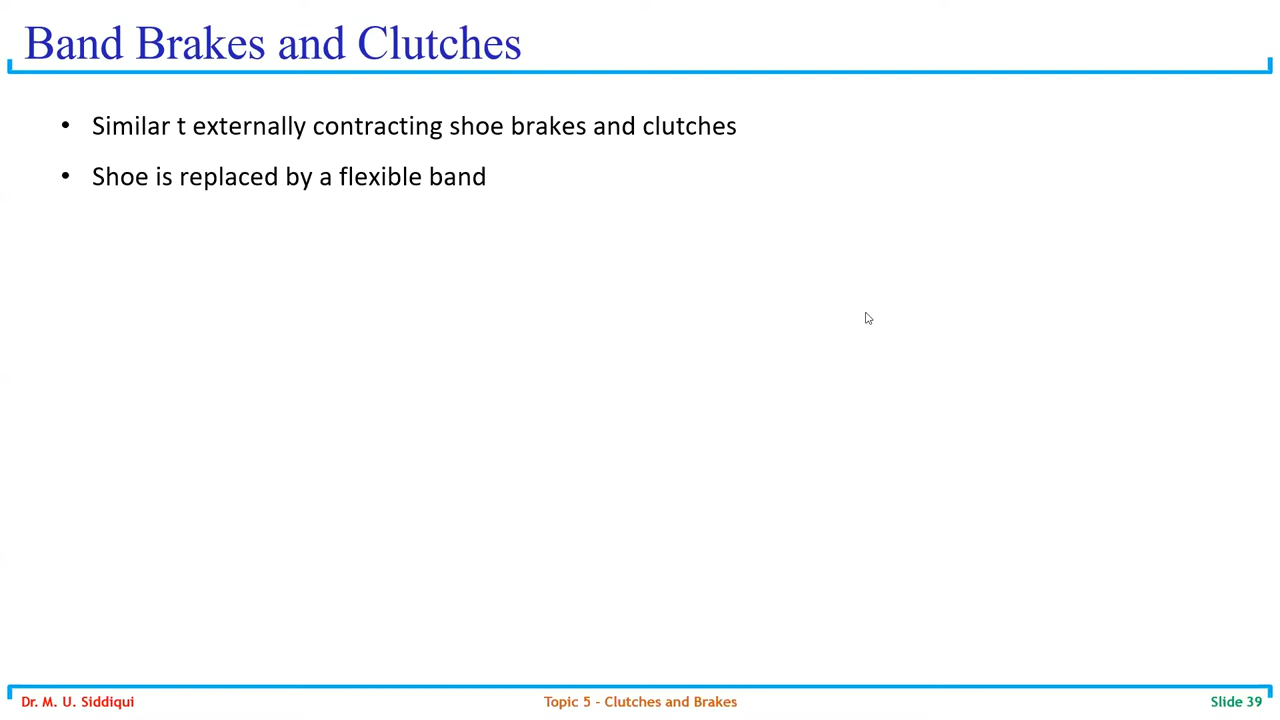 Band Brakes and Clutches
• Similar t externally contracting shoe brakes and clutches
• Shoe is replaced by a flexible band
Dr. M. U. Siddiqui
Topic 5 - Clutches and Brakes
Slide 39